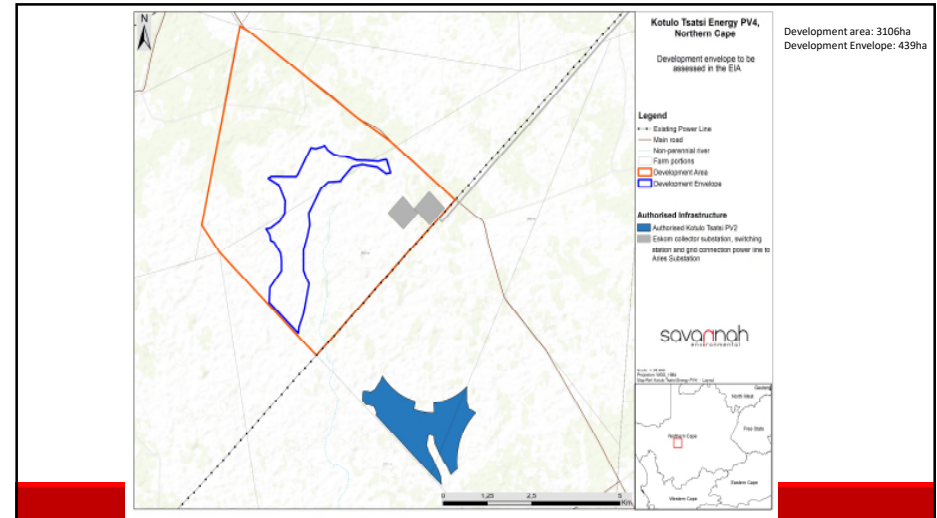 N
Kotulo Tsatsi Energy PV4,
Northern Cape
Development envelope to be
assessed in the EIA
Legend
Existing Power Line
Main road
Non-perennial river
Farm portions
Development Area
Development Envelope
Authorised Infrastructure
Authorised Kotulo Tsatsi PV2
Eskom collector substation, switching
station and grid connection power line to
Aries Substation
savannah
environmental
North West
Free State
Northern Cape
Eastern Cape
Western Cape
0 1,25 2,5 5
Km
Development area: 3106ha
Development Envelope: 439ha